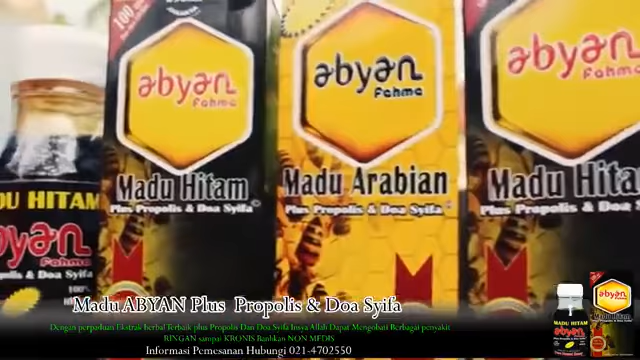 100
abyan
Fahma
Madu Hitam
Plus Propolis & Doa Syifa
abyan
Fahma
Madu Arabian
Plus Propolis & Doa Syifa
abyan
Fahma
Madu Hita
Plus Propolis & Doa S
DU HITAM
yan
Fahma
olis & Doa Syifa
Madu ABYAN Plus Propolis & Doa Syifa
Dengan perpaduan Ekstrak herbal Terbaik plus Propolis Dan Doa Syifa Insya Allah Dapat Mengobati Berbagai penyakit
RINGAN sampai KRONIS Bahkan NON MEDIS
Informasi Pemesanan Hubungi 021-4702550
MADU HITAM
abyan
abyan